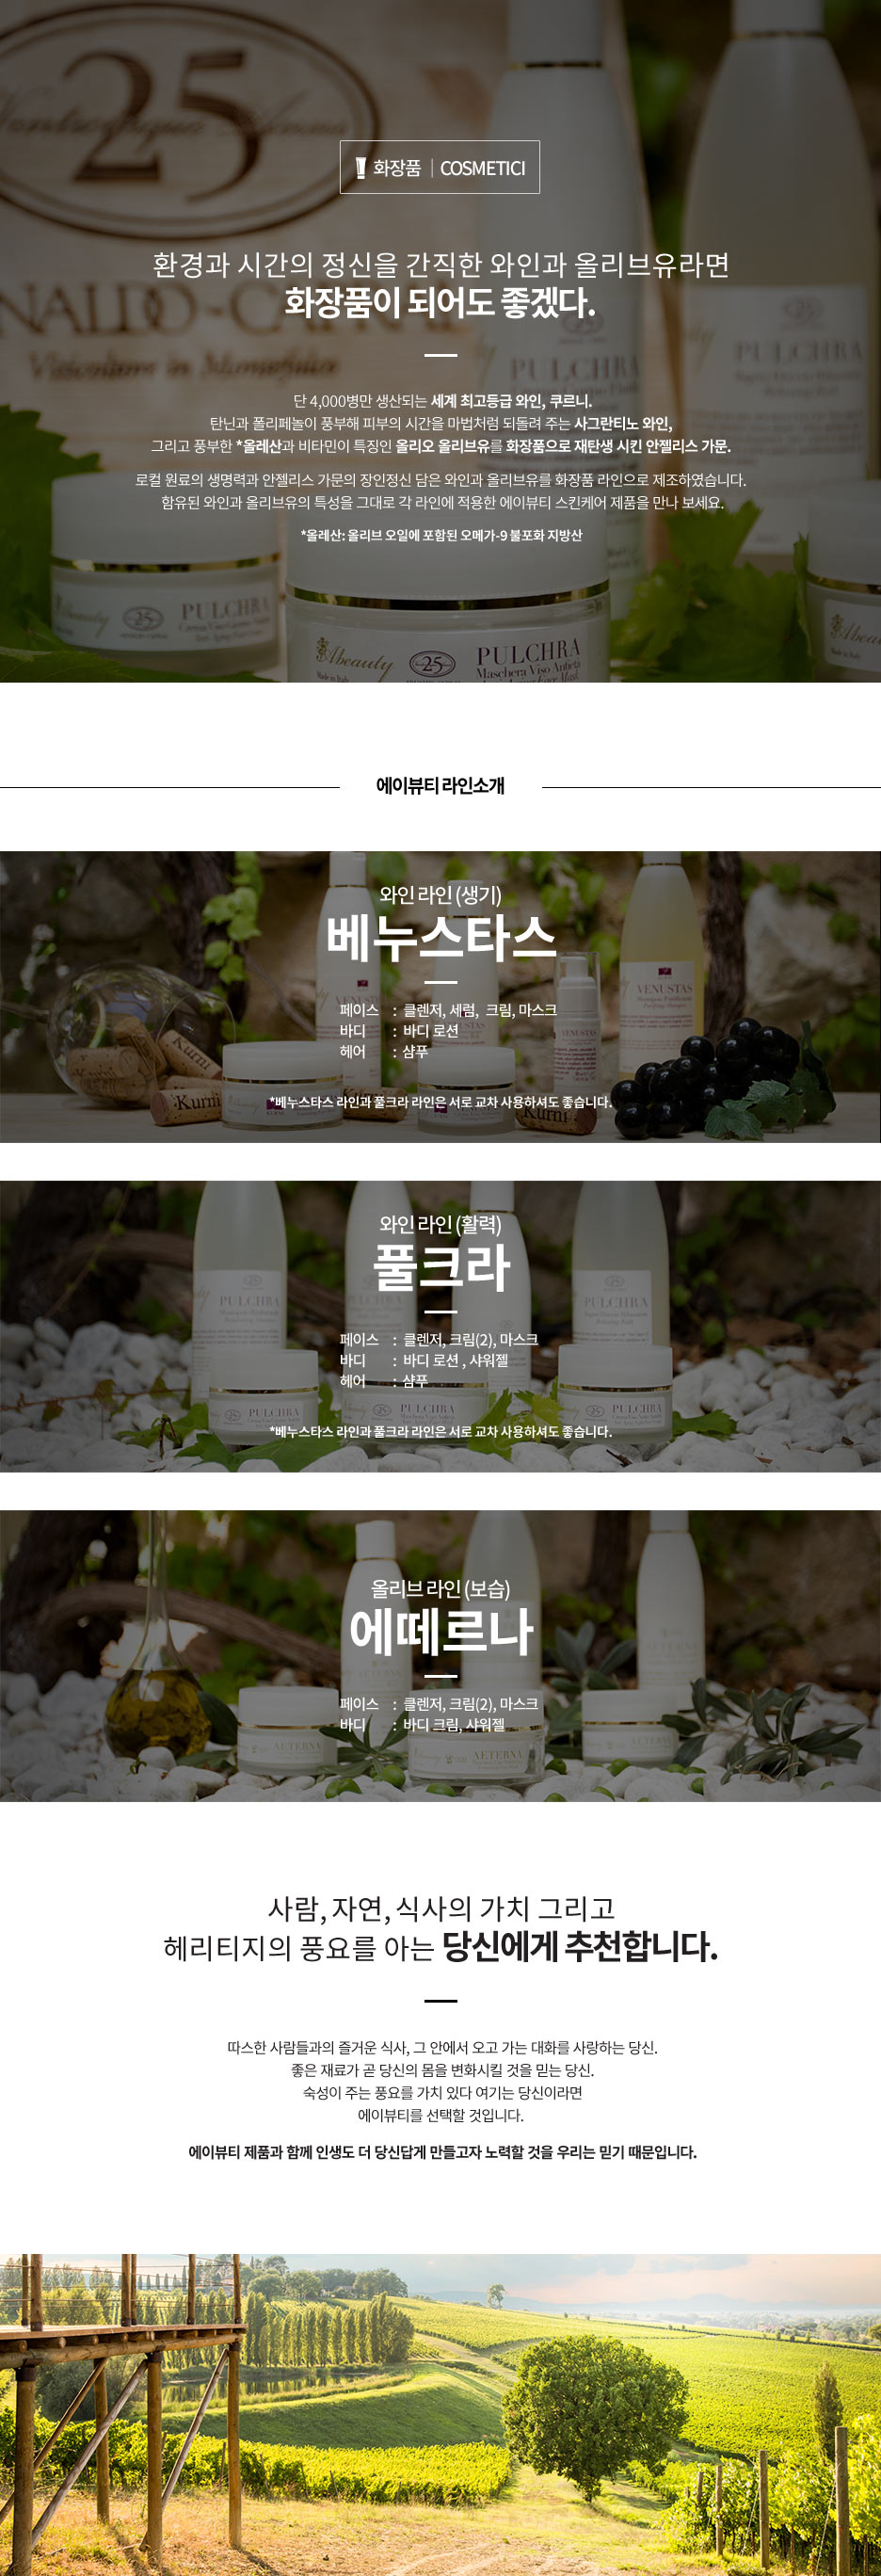 25
화장품 | COSMETICI
환경과 시간의 정신을 간직한 와인과 올리브유라면
화장품이 되어도 좋겠다.
단 4,000병만 생산되는 세계 최고등급 와인, 쿠르니.
탄닌과 폴리페놀이 풍부해 피부의 시간을 마법처럼 되돌려 주는 사그란티노 와인,
그리고 풍부한 *올레산과 비타민이 특징인 올리오 올리브유를 화장품으로 재탄생 시킨 안젤리스 가문.
로컬 원료의 생명력과 안젤리스 가문의 장인정신 담은 와인과 올리브유를 화장품 라인으로 제조하였습니다.
함유된 와인과 올리브유의 특성을 그대로 각 라인에 적용한 에이뷰티 스킨케어 제품을 만나 보세요.
*올레산: 올리브 오일에 포함된 오메가-9 불포화 지방산
PULCHRA
25 PULCHRA
Abeauty 25 PULCHRA
Made in Italy Maschera Viso Antietà
에이뷰티 라인소개
와인 라인 (생기)
베누스타스
페이스 : 클렌저, 세럼, 크림, 마스크
바디 : 바디 로션
헤어 : 샴푸
VENUSTAS
VENUSTAS
Kurni
Kurni
Kurni
*베누스타스 라인과 풀크라 라인은 서로 교차 사용하셔도 좋습니다.
와인 라인 (활력)
풀크라
페이스 : 클렌저, 크림(2), 마스크
바디 : 바디 로션 , 샤워젤
헤어 : 샴푸
PULCHRA
PULCHRA
PULCHRA
PULCHRA
PULCHRA
*베누스타스 라인과 풀크라 라인은 서로 교차 사용하셔도 좋습니다.
올리브 라인 (보습)
에떼르나
페이스 : 클렌저, 크림(2), 마스크
바디 : 바디 크림, 샤워젤
AETERNA
AETERNA
사람, 자연, 식사의 가치 그리고
헤리티지의 풍요를 아는 당신에게 추천합니다.
따스한 사람들과의 즐거운 식사, 그 안에서 오고 가는 대화를 사랑하는 당신.
좋은 재료가 곧 당신의 몸을 변화시킬 것을 믿는 당신.
숙성이 주는 풍요를 가치 있다 여기는 당신이라면
에이뷰티를 선택할 것입니다.
에이뷰티 제품과 함께 인생도 더 당신답게 만들고자 노력할 것을 우리는 믿기 때문입니다.